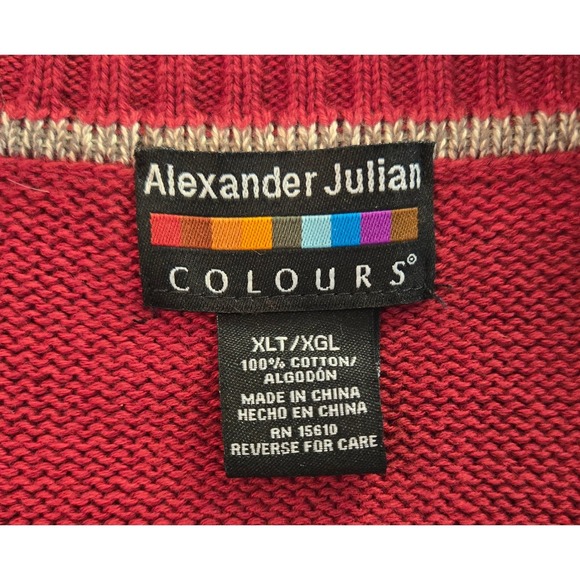 Alexander Julian
COLOURS®
XLT/XGL
100% COTTON/
ALGODÓN
MADE IN CHINA
HECHO EN CHINA
RN 15610
REVERSE FOR CARE